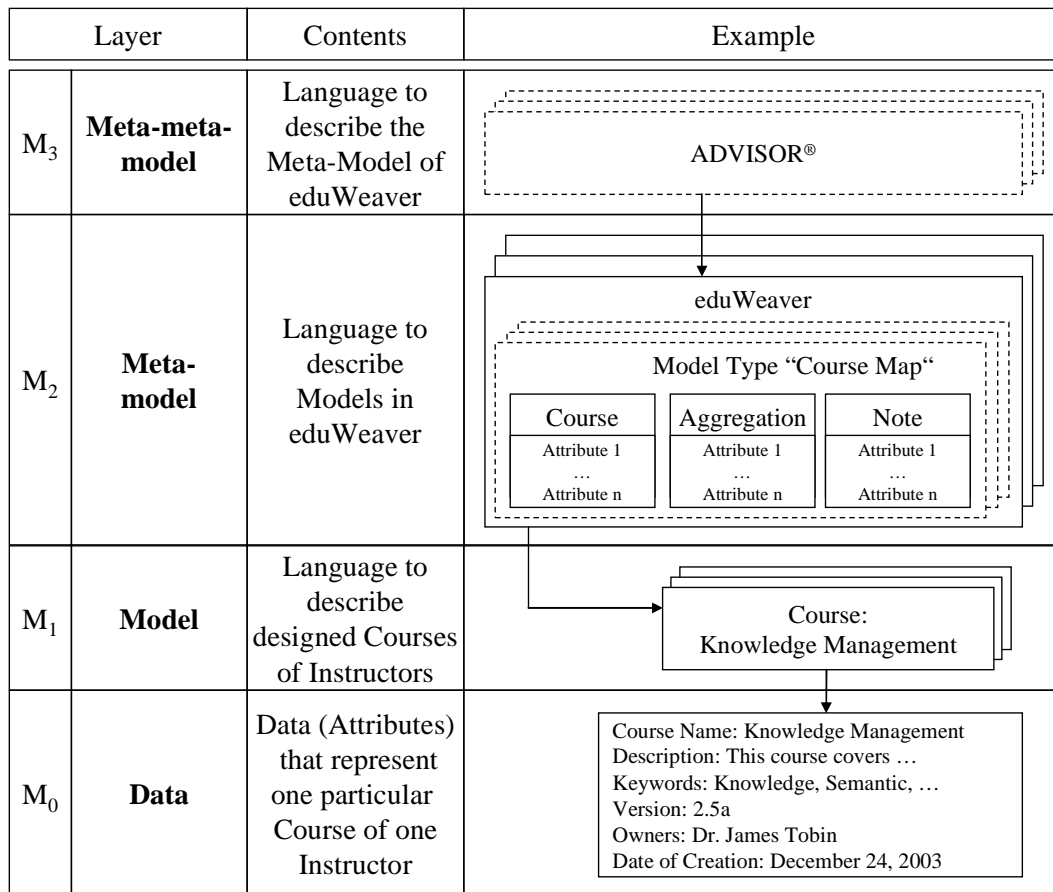 Layer Contents Example
M3
Meta-meta-
model
Language to
describe the
Meta-Model of
eduWeaver
ADVISOR®
M2
Meta-
model
Language to
describe
Models in
eduWeaver
eduWeaver
Model Type “Course Map“
Course
Attribute 1
…
Attribute n
Aggregation
Attribute 1
…
Attribute n
Note
Attribute 1
…
Attribute n
M1
Model
Language to
describe
designed Courses
of Instructors
Course:
Knowledge Management
M0
Data
Data (Attributes)
that represent
one particular
Course of one
Instructor
Course Name: Knowledge Management
Description: This course covers …
Keywords: Knowledge, Semantic, …
Version: 2.5a
Owners: Dr. James Tobin
Date of Creation: December 24, 2003